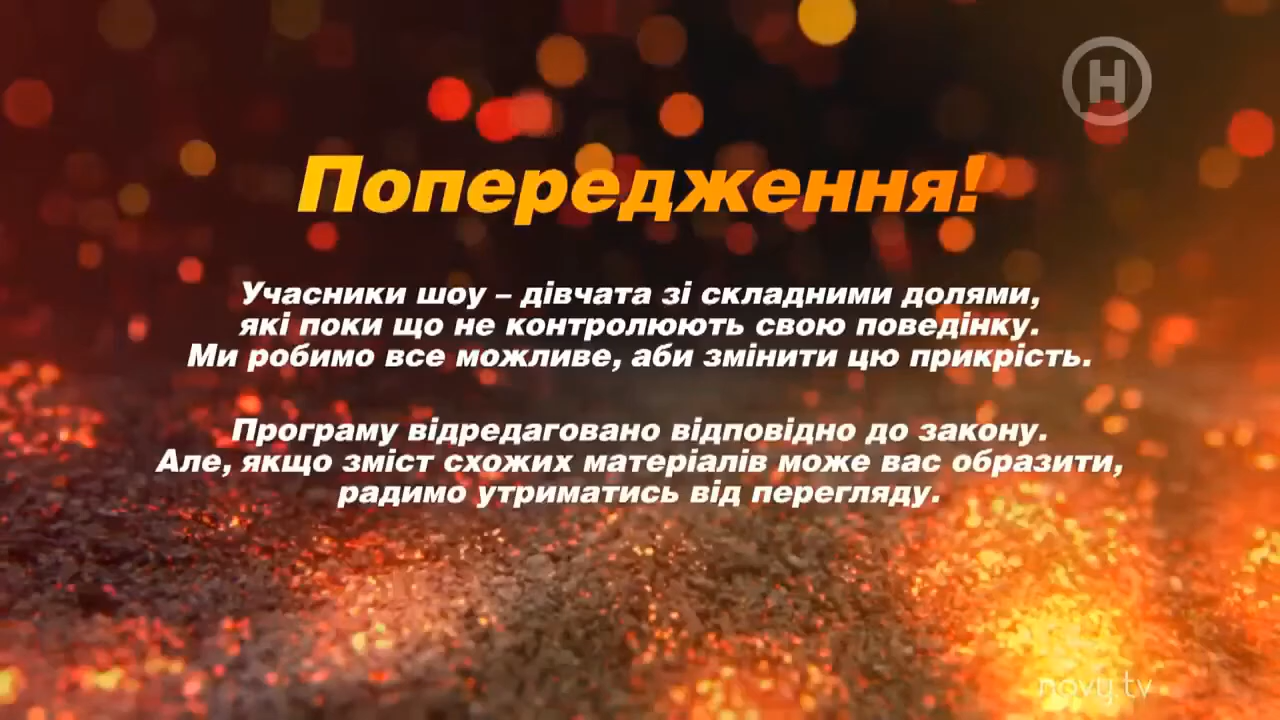 Н
Попередження!
Учасники шоу – дівчата зі складними долями,
які поки що не контролюють свою поведінку.
Ми робимо все можливе, аби змінити цю прикрість.
Програму відредаговано відповідно до закону.
Але, якщо зміст схожих матеріалів може вас образити,
радимо утриматись від перегляду.
novy.tv